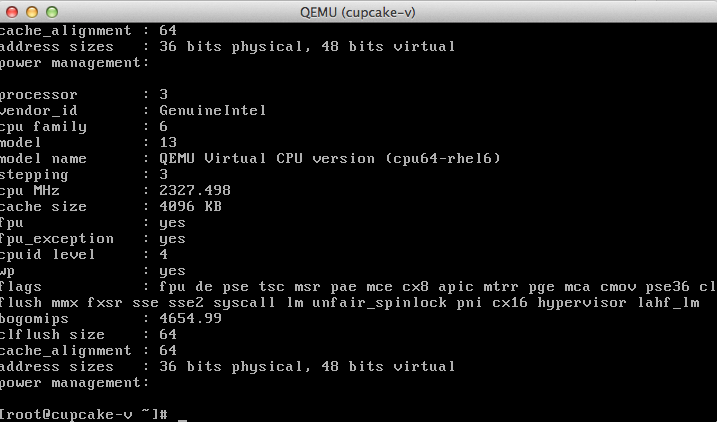 QEMU (cupcake-v)
cache_alignment : 64
address sizes   : 36 bits physical, 48 bits virtual
power management:

processor       : 3
vendor_id       : GenuineIntel
cpu family      : 6
model           : 13
model name      : QEMU Virtual CPU version (cpu64-rhel6)
stepping        : 3
cpu MHz         : 2327.498
cache size      : 4096 KB
fpu             : yes
fpu_exception   : yes
cpuid level     : 4
wp              : yes
flags           : fpu de pse tsc msr pae mce cx8 apic mtrr pge mca cmov pse36 cl
flush mmx fxsr sse sse2 syscall lm unfair_spinlock pni cx16 hypervisor lahf_lm
bogomips        : 4654.99
clflush size    : 64
cache_alignment : 64
address sizes   : 36 bits physical, 48 bits virtual
power management:

[root@cupcake-v ~]# _